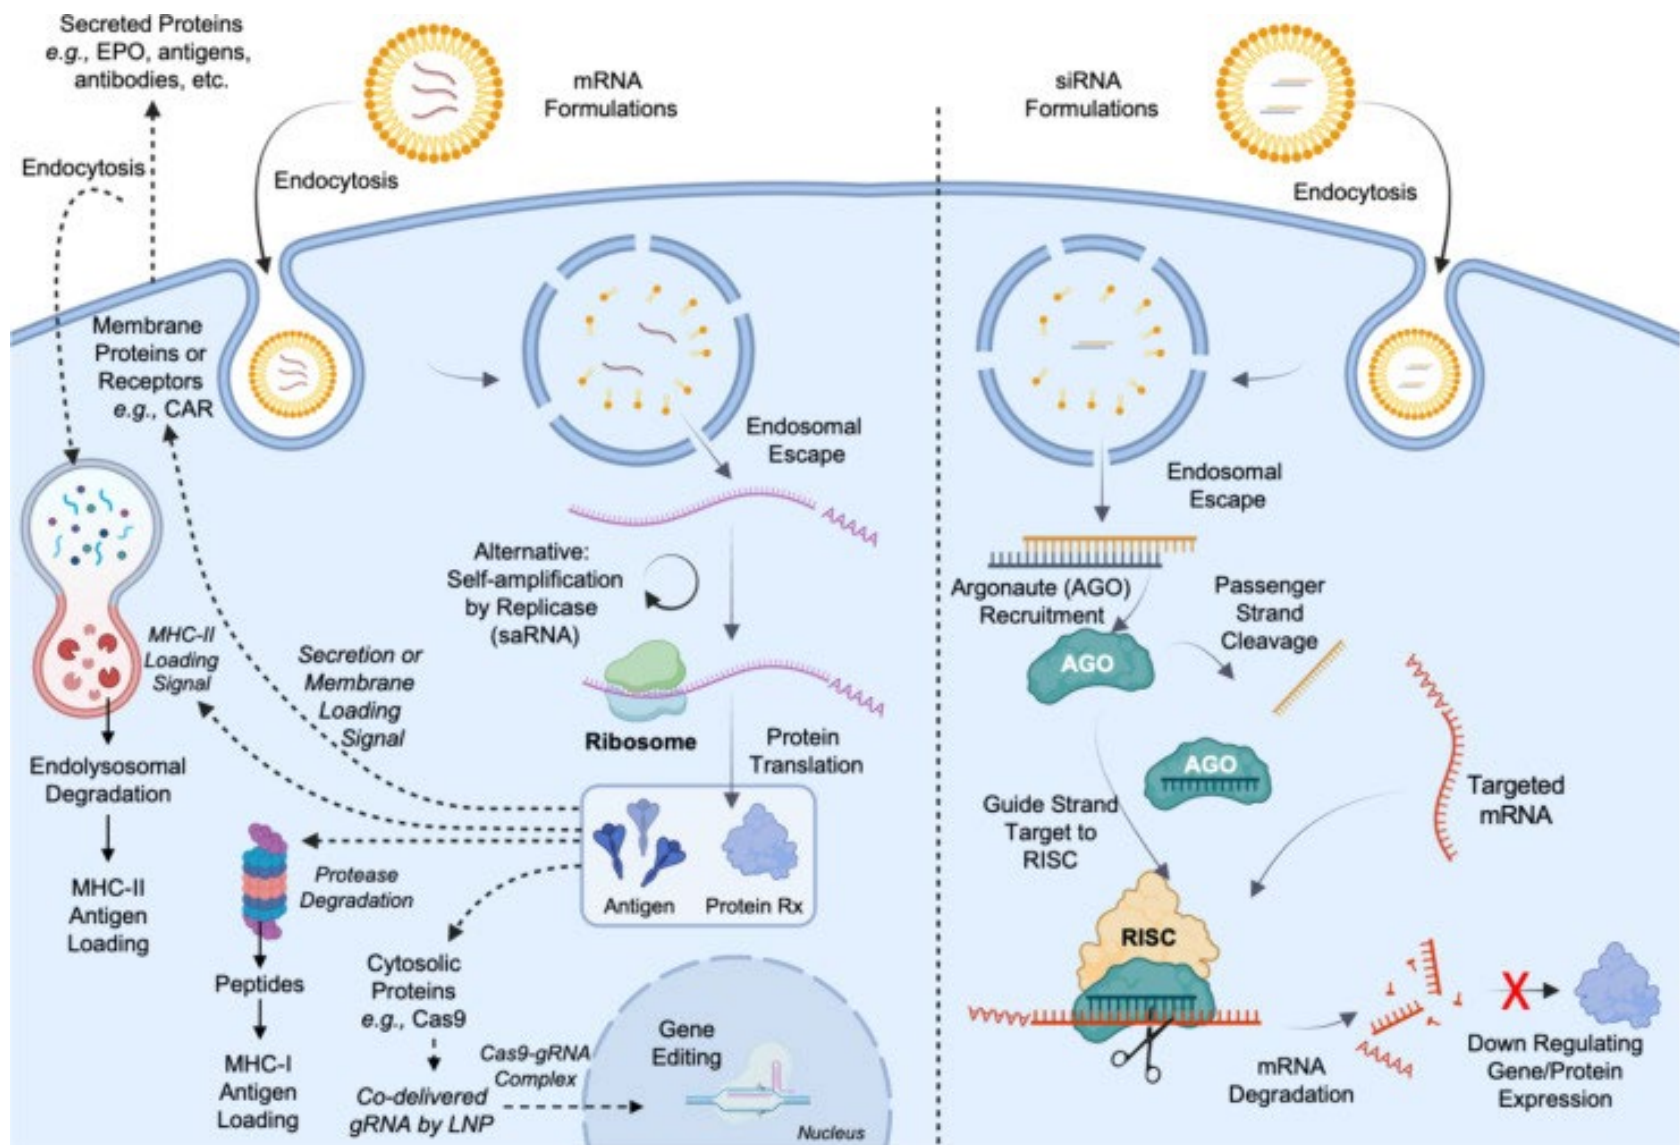 Secreted Proteins
e.g., EPO, antigens,
antibodies, etc.
Endocytosis
mRNA
Formulations
Endocytosis
Membrane
Proteins or
Receptors
e.g., CAR
Endosomal
Escape
AAAAA
Alternative:
Self-amplification
by Replicase
(saRNA)
MHC-II
Loading
Signal
Secretion or
Membrane
Loading
Signal
AAAAA
Ribosome
Protein
Translation
Endolysosomal
Degradation
MHC-II
Antigen
Loading
Antigen
Protein Rx
Protease
Degradation
Peptides
MHC-I
Antigen
Loading
Cytosolic
Proteins
e.g., Cas9
Co-delivered
gRNA by LNP
Cas9-gRNA
Complex
Gene
Editing
Nucleus
siRNA
Formulations
Endocytosis
Endosomal
Escape
Argonaute (AGO)
Recruitment
Passenger
Strand
Cleavage
AGO
AGO
AAAAA
Targeted
mRNA
Guide Strand
Target to
RISC
RISC
AAAAA
mRNA
Degradation
AAAAA
X
Down Regulating
Gene/Protein
Expression